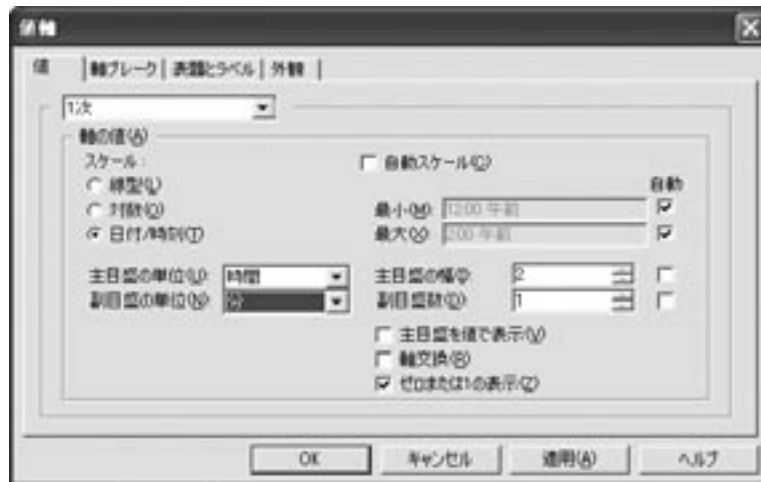 値軸
値 軸ブレーク 表題とラベル 外観
1次
軸の値(A)
スケール:
自動スケール(C)
線型(L)
自動
対数(O)
最小(M): 12:00 午前
日付/時刻(T)
最大(X): 2:00 午前
主目盛の単位(U) 時間
主目盛の幅(I) 2
副目盛の単位(N) 分
副目盛数(D) 1
主目盛を値で表示(V)
軸交換(R)
ゼロまたは1の表示(Z)
OK キャンセル 適用(A) ヘルプ